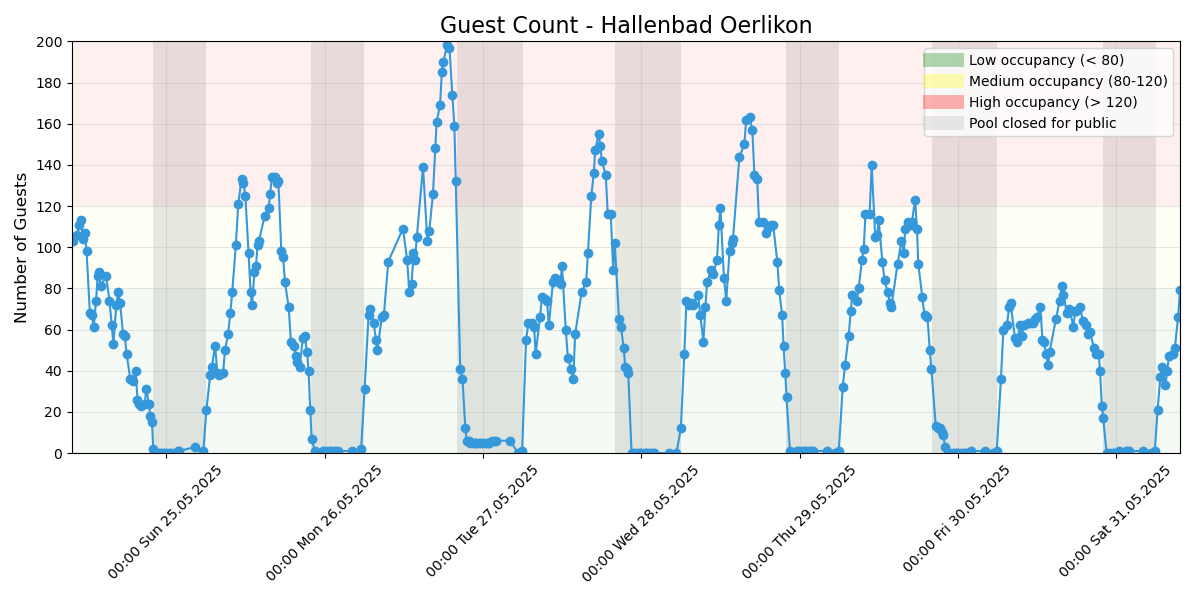 Guest Count - Hallenbad Oerlikon
Number of Guests
200
180
160
140
120
100
80
60
40
20
0
Low occupancy (< 80)
Medium occupancy (80-120)
High occupancy (> 120)
Pool closed for public
00:00 Sun 25.05.2025
00:00 Mon 26.05.2025
00:00 Tue 27.05.2025
00:00 Wed 28.05.2025
00:00 Thu 29.05.2025
00:00 Fri 30.05.2025
00:00 Sat 31.05.2025